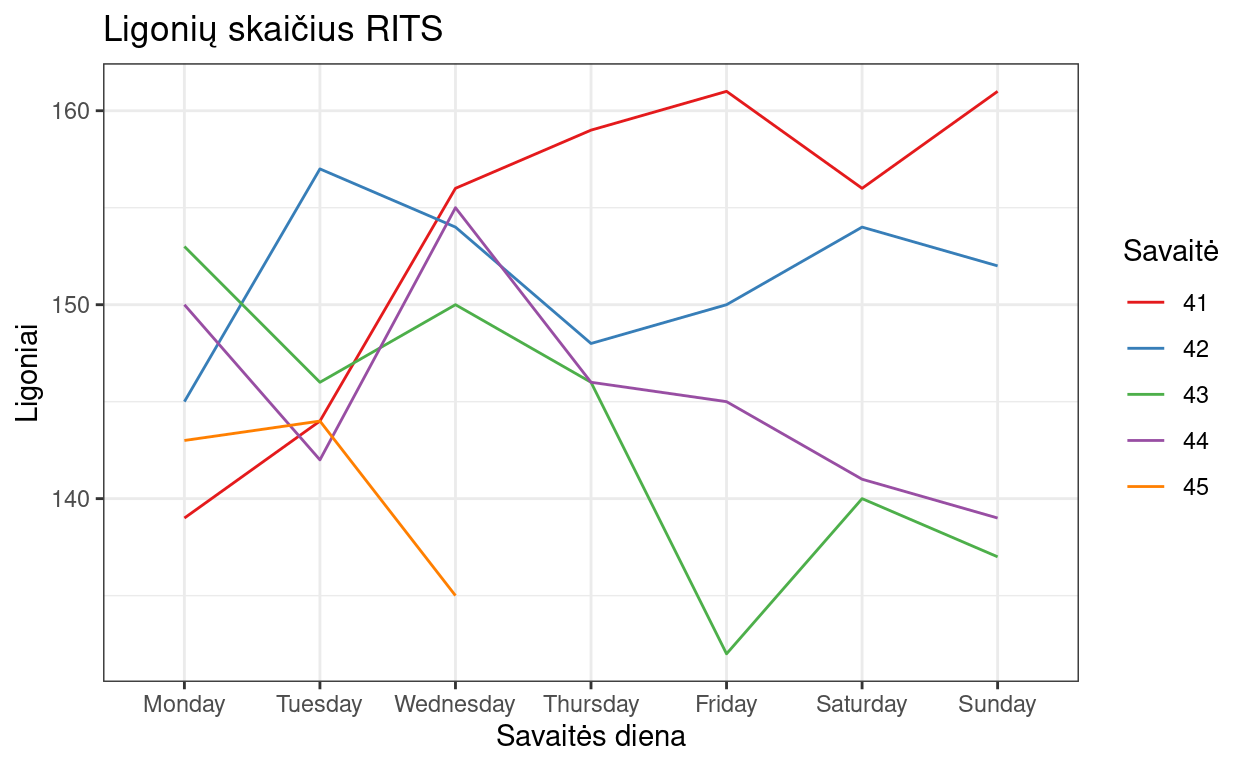 Ligonių skaičius RITS
160
150
140
Ligoniai
Monday Tuesday Wednesday Thursday Friday Saturday Sunday
Savaitės diena
Savaitė
41
42
43
44
45